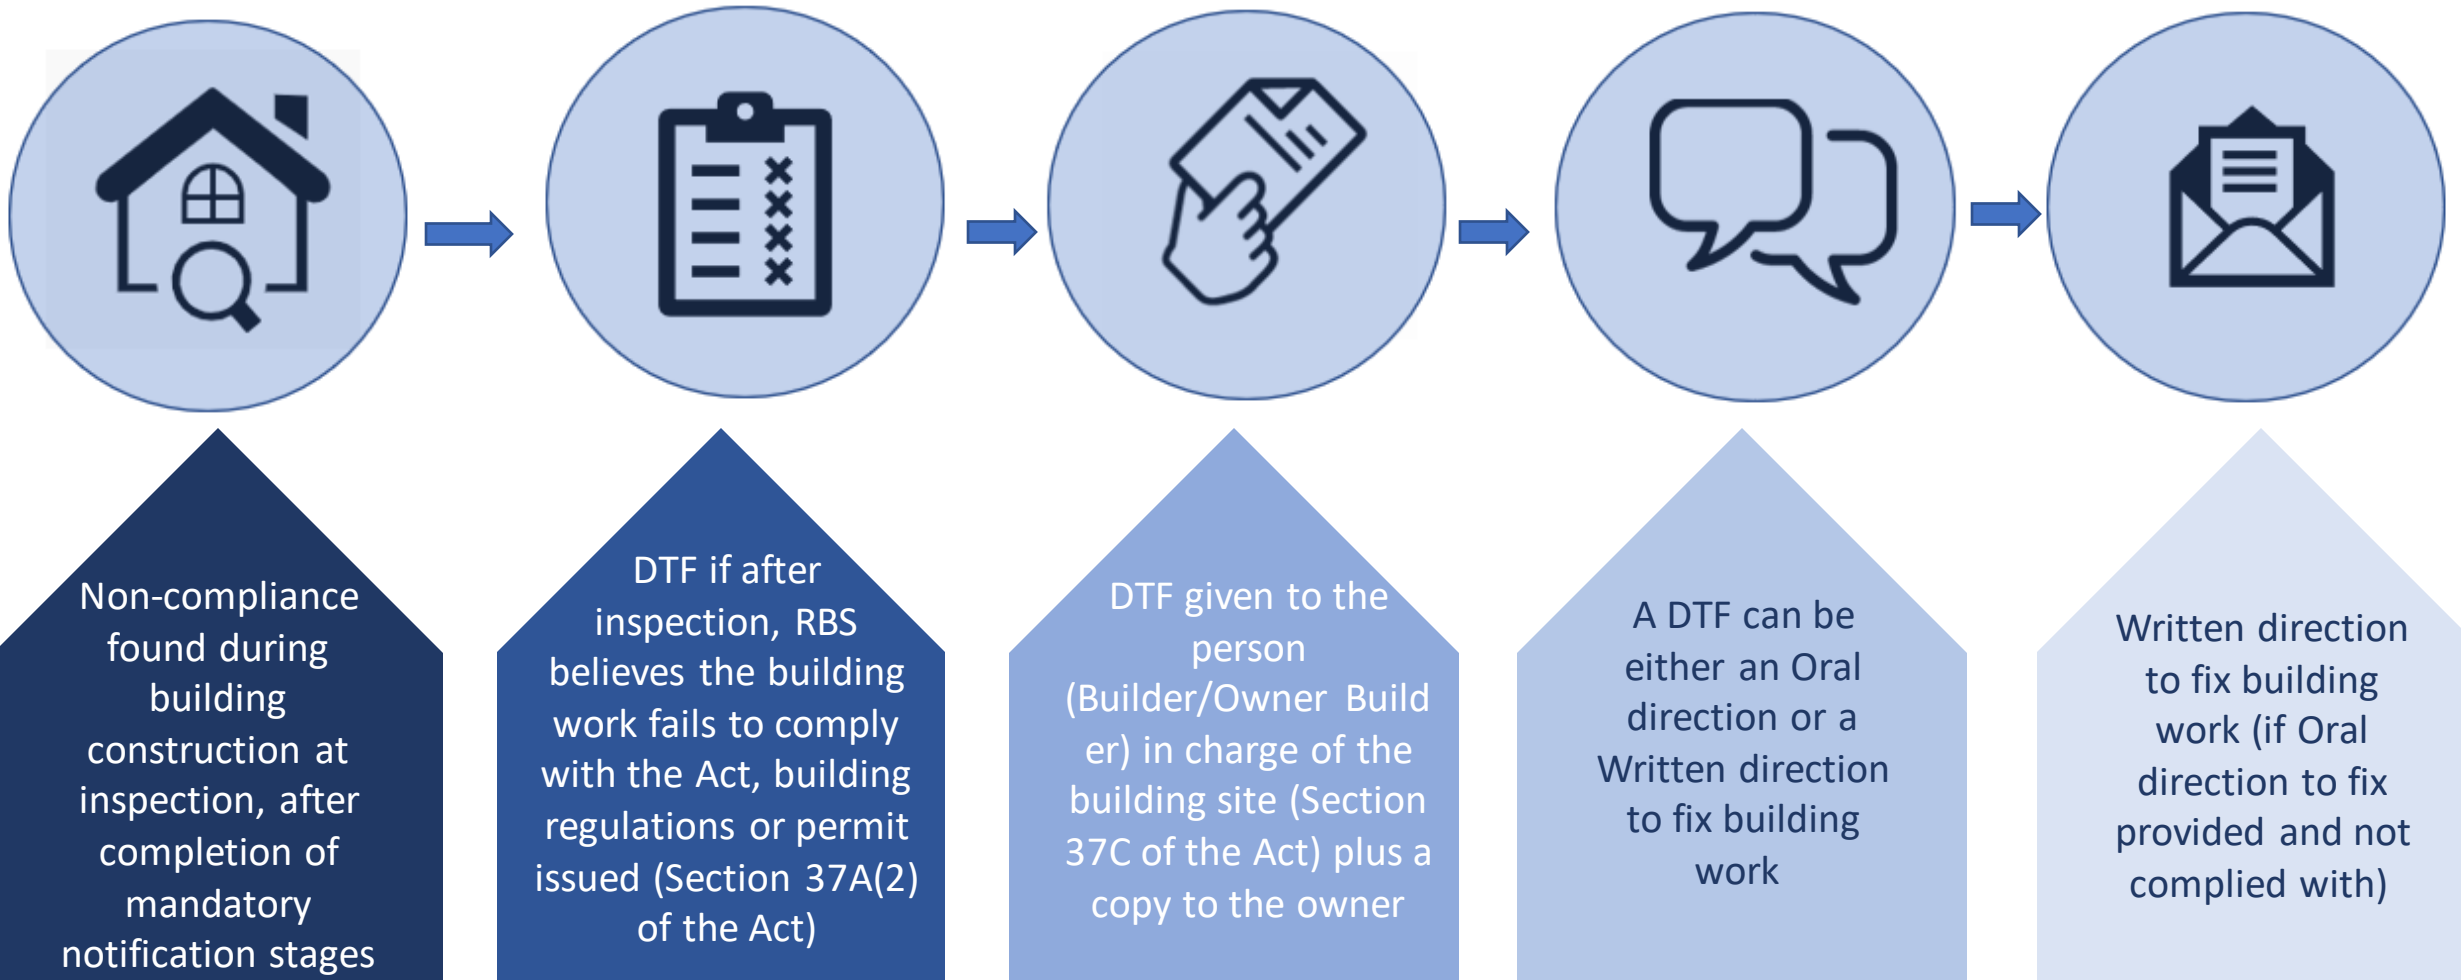 Non-compliance
found during
building
construction at
inspection, after
completion of
mandatory
notification stages
DTF if after
inspection, RBS
believes the building
work fails to comply
with the Act, building
regulations or permit
issued (Section 37A(2)
of the Act)
DTF given to the
person
(Builder/Owner Build
er) in charge of the
building site (Section
37C of the Act) plus a
copy to the owner
A DTF can be
either an Oral
direction or a
Written direction
to fix building
work
Written direction
to fix building
work (if Oral
direction to fix
provided and not
complied with)